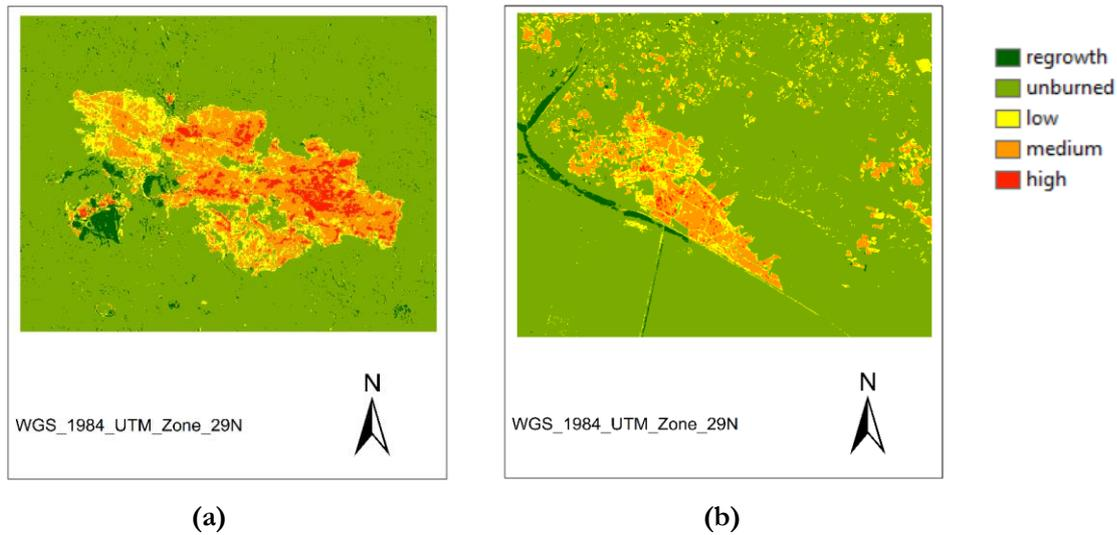 regrowth
unburned
low
medium
high
N
WGS_1984_UTM_Zone_29N
N
WGS_1984_UTM_Zone_29N
(a)
(b)